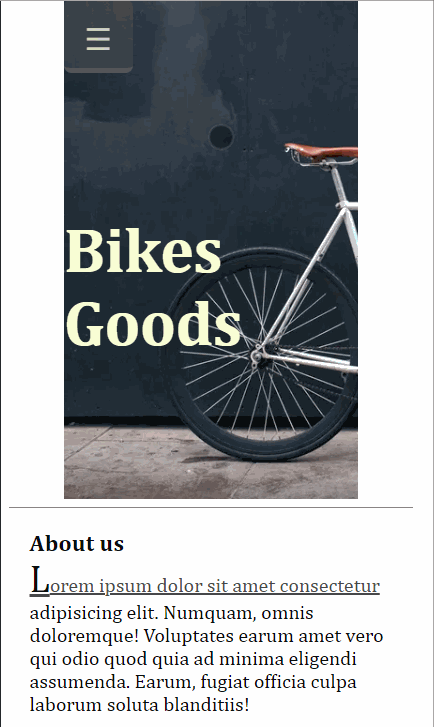 Bikes
Goods
About us
Lorem ipsum dolor sit amet consectetur
adipisicing elit. Numquam, omnis
doloremque! Voluptates earum amet vero
qui odio quod quia ad minima eligendi
assumenda. Earum, fugiat officia culpa
laborum soluta blanditiis!